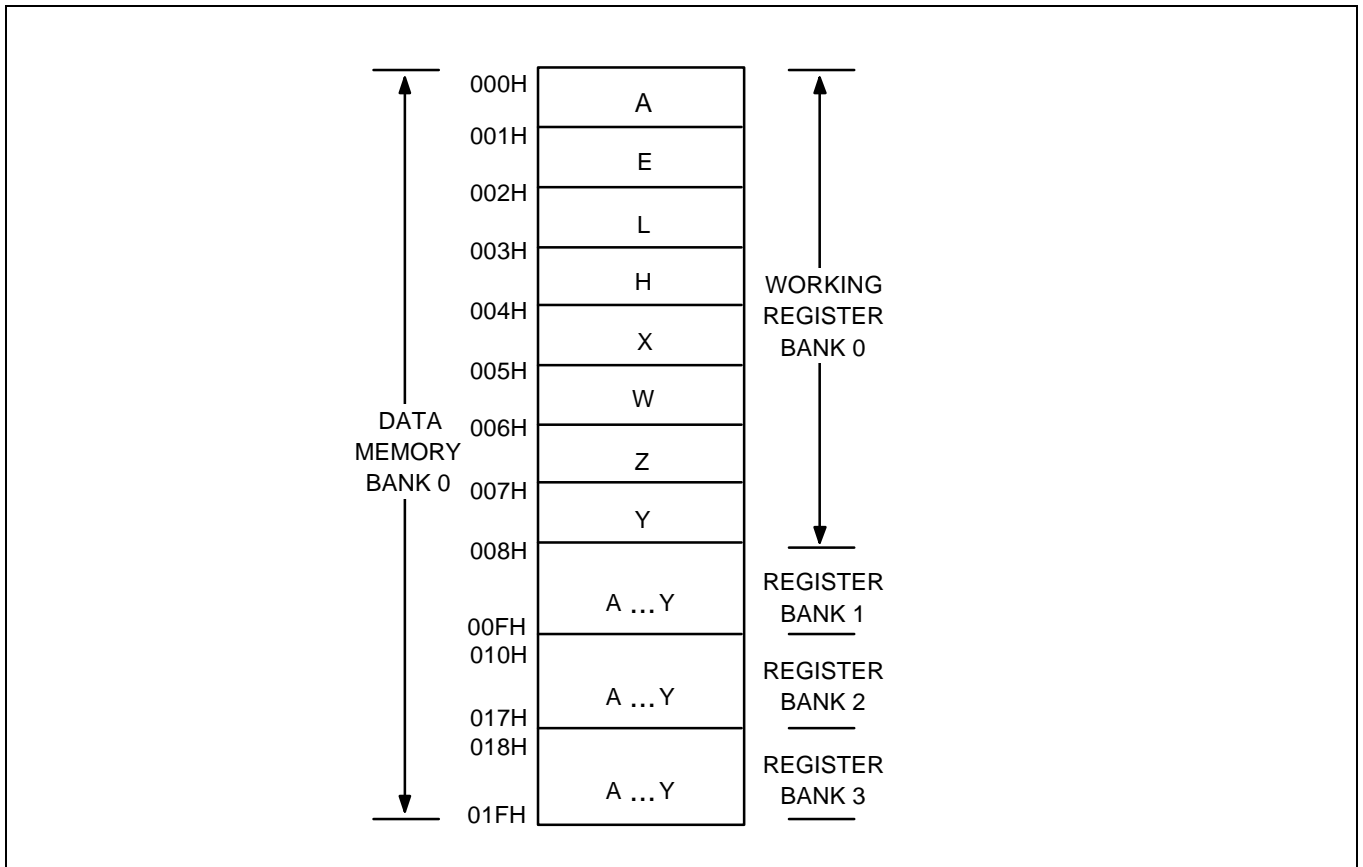 000H
A
001H
E
002H
L
003H
H
004H
X
005H
W
006H
Z
007H
Y
008H
A ... Y
00FH
010H
A ... Y
017H
018H
A ... Y
01FH
DATA
MEMORY
BANK 0
WORKING
REGISTER
BANK 0
REGISTER
BANK 1
REGISTER
BANK 2
REGISTER
BANK 3